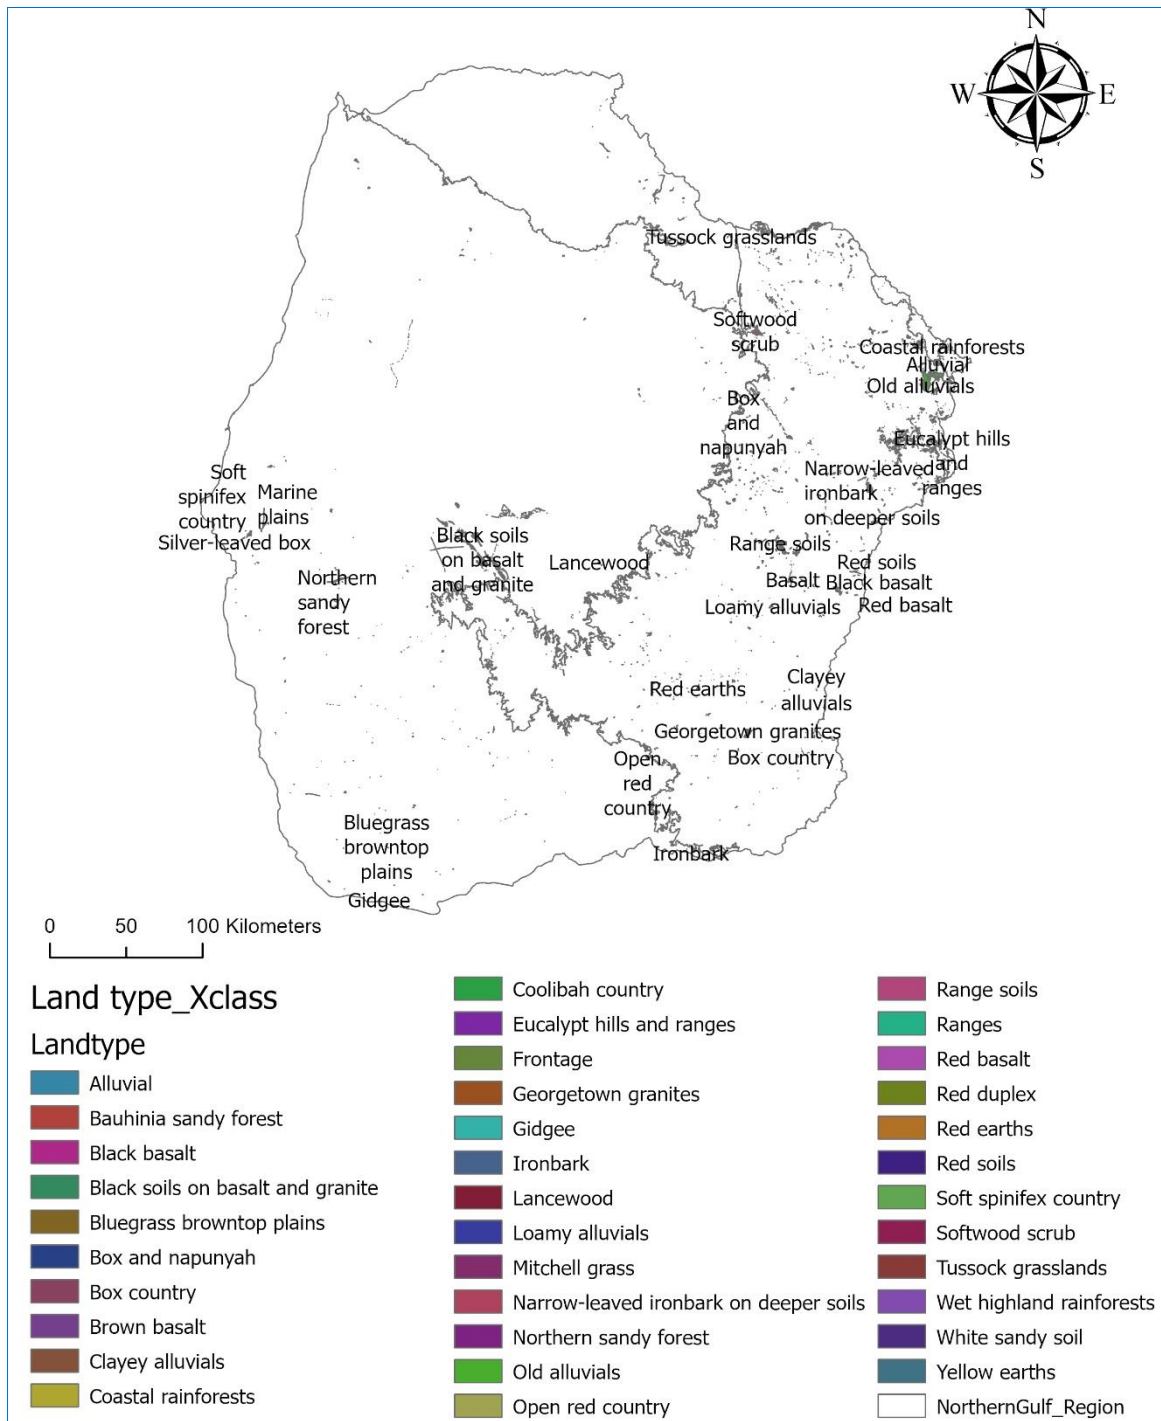 N
W
E
S
Tussock grasslands
Softwood
scrub
Coastal rainforests
Alluvial
Old alluvials
Box
and
napunyah
Eucalypt hills
and
ranges
Narrow-leaved
ironbark
on deeper soils
Soft
spinifex
country
Marine
plains
Silver-leaved box
Black soils
on basalt
and granite
Lancewood
Range soils
Red soils
Northern
sandy
forest
Basalt
Black basalt
Loamy alluvials
Red basalt
Clayey
alluvials
Red earths
Georgetown granites
Box country
Open
red
country
Bluegrass
browntop
plains
Ironbark
Gidgee
0 50 100 Kilometers
Land type_Xclass
Landtype
Alluvial
Bauhinia sandy forest
Black basalt
Black soils on basalt and granite
Bluegrass browntop plains
Box and napunyah
Box country
Brown basalt
Clayey alluvials
Coastal rainforests
Coolibah country
Eucalypt hills and ranges
Frontage
Georgetown granites
Gidgee
Ironbark
Lancewood
Loamy alluvials
Mitchell grass
Narrow-leaved ironbark on deeper soils
Northern sandy forest
Old alluvials
Open red country
Range soils
Ranges
Red basalt
Red duplex
Red earths
Red soils
Soft spinifex country
Softwood scrub
Tussock grasslands
Wet highland rainforests
White sandy soil
Yellow earths
NorthernGulf_Region